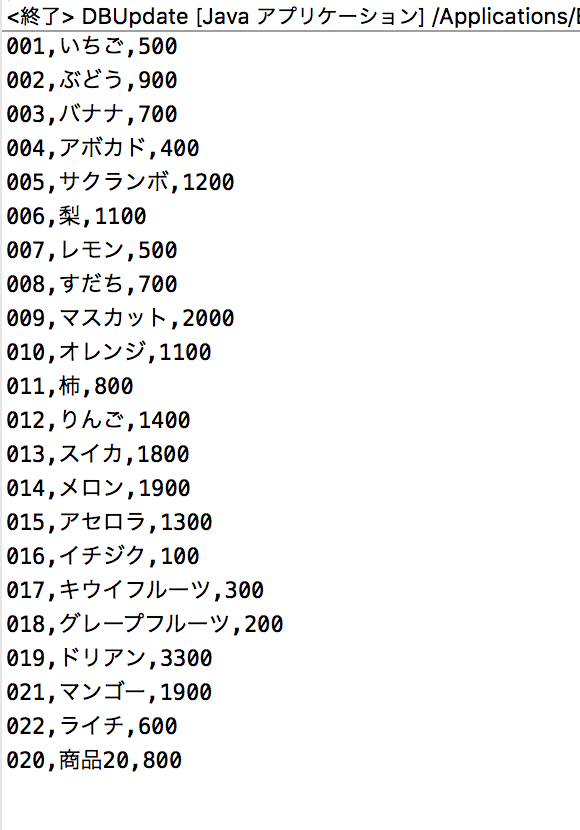 <終了> DBUpdate [Java アプリケーション] /Applications/E
001,いちご,500
002,ぶどう,900
003,バナナ,700
004,アボカド,400
005,サクランボ,1200
006,梨,1100
007,レモン,500
008,すだち,700
009,マスカット,2000
010,オレンジ,1100
011,柿,800
012,りんご,1400
013,スイカ,1800
014,メロン,1900
015,アセロラ,1300
016,イチジク,100
017,キウイフルーツ,300
018,グレープフルーツ,200
019,ドリアン,3300
021,マンゴー,1900
022,ライチ,600
020,商品20,800